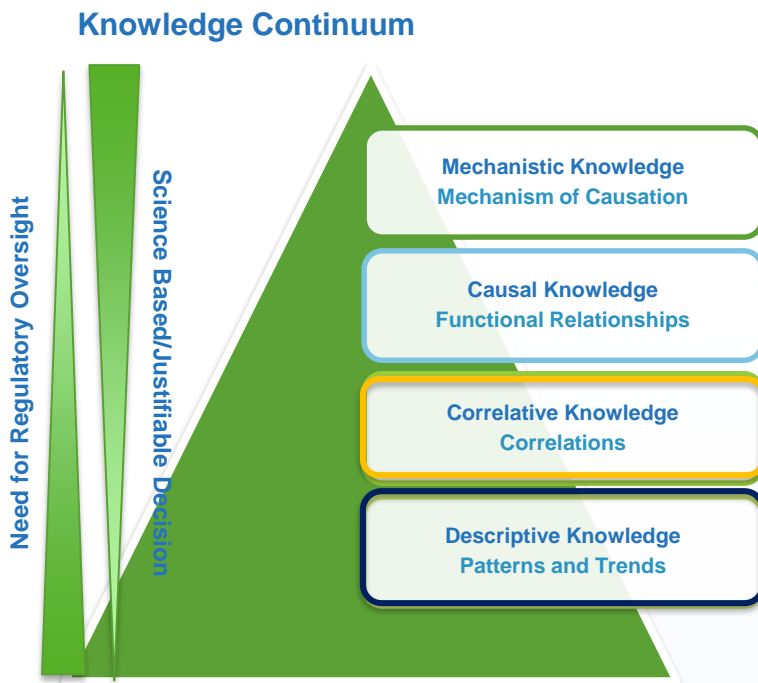 Knowledge Continuum
Need for Regulatory Oversight
Science Based/Justifiable Decision
Mechanistic Knowledge
Mechanism of Causation
Causal Knowledge
Functional Relationships
Correlative Knowledge
Correlations
Descriptive Knowledge
Patterns and Trends